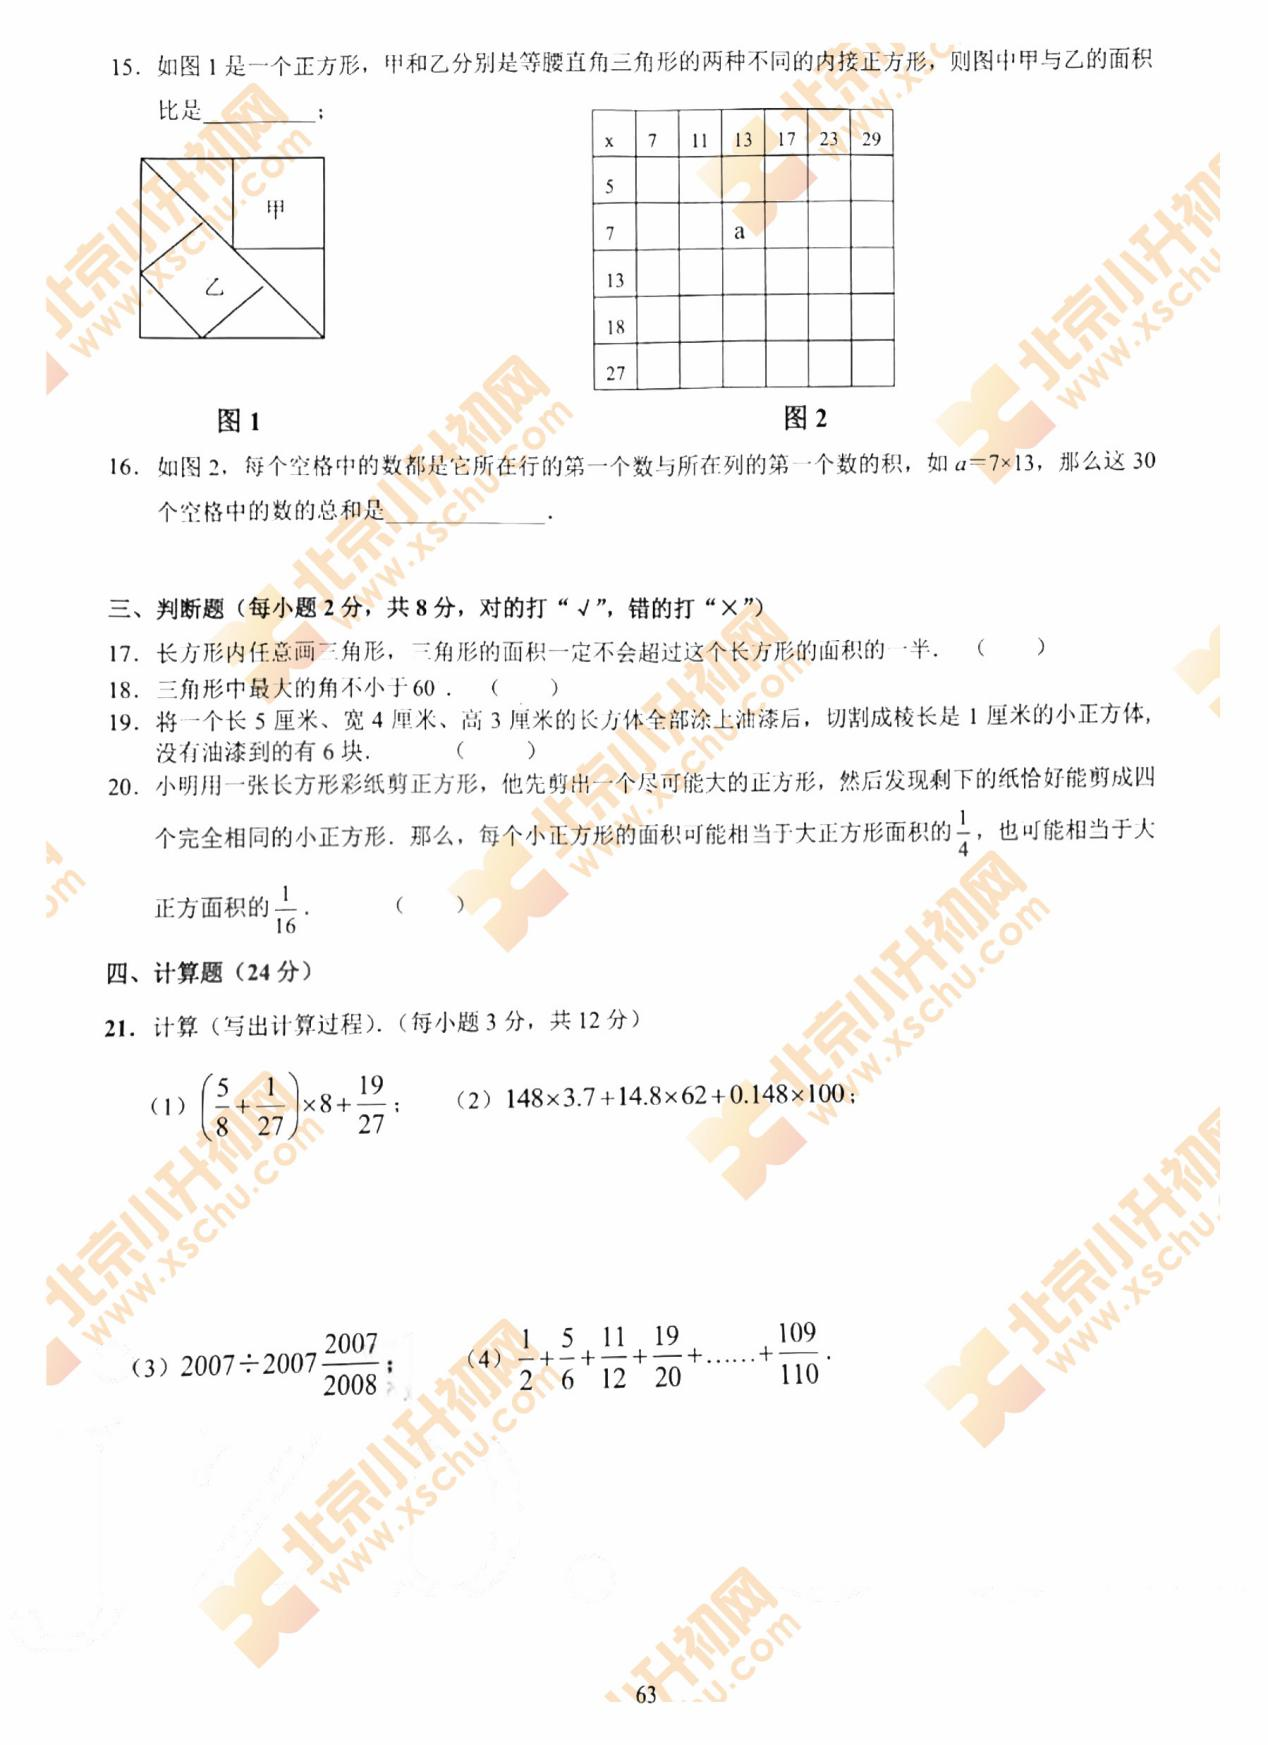 15. 如图 1 是一个正方形，甲和乙分别是等腰直角三角形的两种不同的内接正方形，则图中甲与乙的面积
比是__________；
甲
乙
图 1
x 7 11 13 17 23 29
5
7 a
13
18
27
图 2
16. 如图 2，每个空格中的数都是它所在行的第一个数与所在列的第一个数的积，如 a=7×13，那么这 30
个空格中的数的总和是______________．
三、判断题（每小题 2 分，共 8 分，对的打“√”，错的打“×”）
17. 长方形内任意画三角形，三角形的面积一定不会超过这个长方形的面积的一半．（　　）
18. 三角形中最大的角不小于 60 ．（　　）
19. 将一个长 5 厘米、宽 4 厘米、高 3 厘米的长方体全部涂上油漆后，切割成棱长是 1 厘米的小正方体，
没有油漆到的有 6 块．（　　）
20. 小明用一张长方形彩纸剪正方形，他先剪出一个尽可能大的正方形，然后发现剩下的纸恰好能剪成四
个完全相同的小正方形．那么，每个小正方形的面积可能相当于大正方形面积的 1/4，也可能相当于大
正方面积的 1/16．（　　）
四、计算题（24 分）
21. 计算（写出计算过程）．（每小题 3 分，共 12 分）
（1）(5/8+1/27)×8+19/27； （2）148×3.7+14.8×62+0.148×100；
（3）2007÷2007 2007/2008； （4）1/2+5/6+11/12+19/20+……+109/110．
63
北京小升初网
www.xschu.com